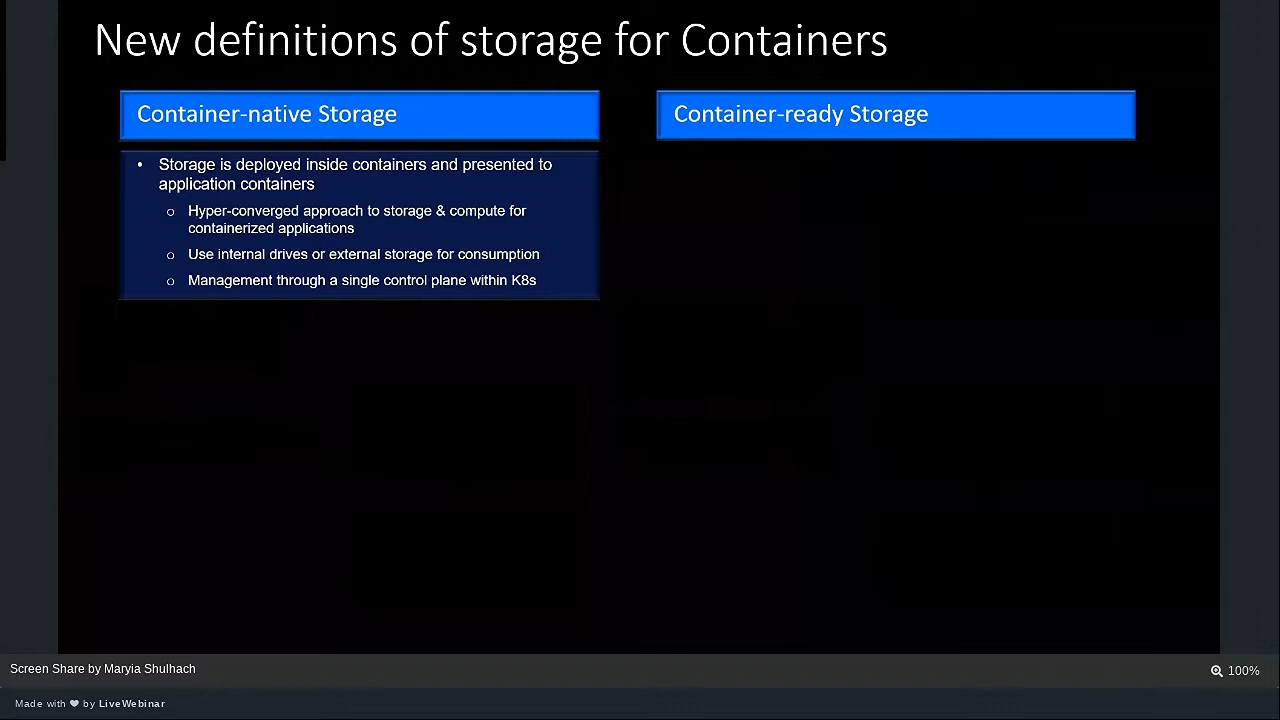 New definitions of storage for Containers
Container-native Storage
• Storage is deployed inside containers and presented to
application containers
o Hyper-converged approach to storage & compute for
containerized applications
o Use internal drives or external storage for consumption
o Management through a single control plane within K8s
Container-ready Storage
Screen Share by Maryia Shulhach
100%
Made with ❤ by LiveWebinar